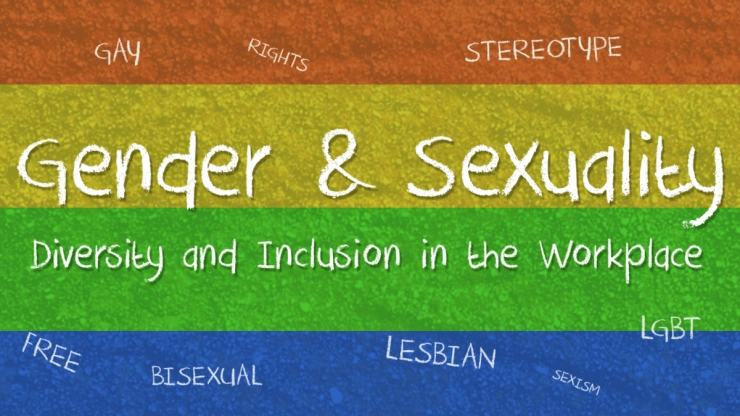 GAY RIGHTS STEREOTYPE
Gender & Sexuality
Diversity and Inclusion in the Workplace
LGBT
FREE BISEXUAL LESBIAN SEXISM